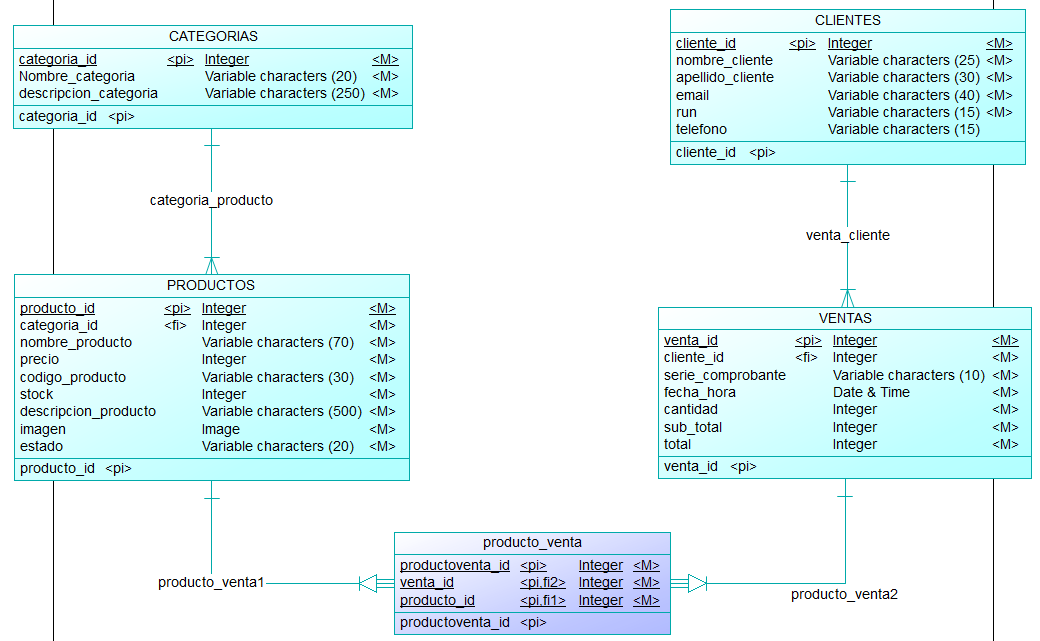 CATEGORIAS
categoria_id <pi> Integer <M>
Nombre_categoria Variable characters (20) <M>
descripcion_categoria Variable characters (250) <M>
categoria_id <pi>
CLIENTES
cliente_id <pi> Integer <M>
nombre_cliente Variable characters (25) <M>
apellido_cliente Variable characters (30) <M>
email Variable characters (40) <M>
run Variable characters (15) <M>
telefono Variable characters (15)
cliente_id <pi>
categoria_producto
venta_cliente
PRODUCTOS
producto_id <pi> Integer <M>
categoria_id <fi> Integer <M>
nombre_producto Variable characters (70) <M>
precio Integer <M>
codigo_producto Variable characters (30) <M>
stock Integer <M>
descripcion_producto Variable characters (500) <M>
imagen Image <M>
estado Variable characters (20) <M>
producto_id <pi>
VENTAS
venta_id <pi> Integer <M>
cliente_id <fi> Integer <M>
serie_comprobante Variable characters (10) <M>
fecha_hora Date & Time <M>
cantidad Integer <M>
sub_total Integer <M>
total Integer <M>
venta_id <pi>
producto_venta
productoventa_id <pi> Integer <M>
venta_id <pi,fi2> Integer <M>
producto_id <pi,fi1> Integer <M>
productoventa_id <pi>
producto_venta1
producto_venta2